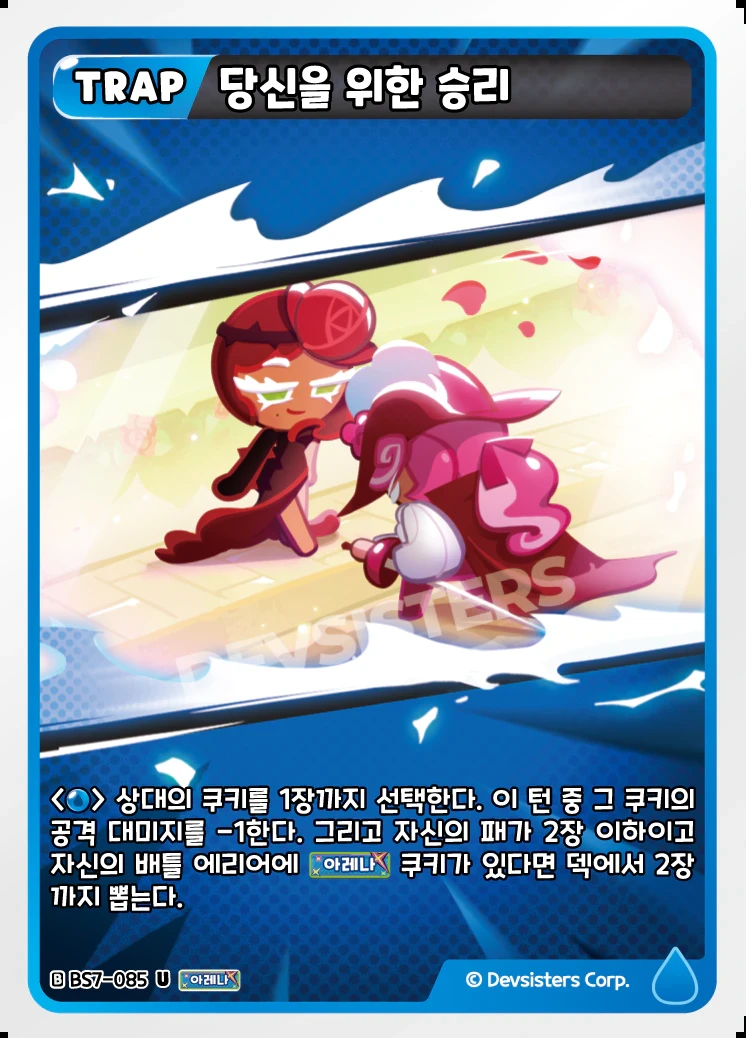 TRAP 당신을 위한 승리
DEVSISTERS
<🔵> 상대의 쿠키를 1장까지 선택한다. 이 턴 중 그 쿠키의
공격 대미지를 -1한다. 그리고 자신의 패가 2장 이하이고
자신의 배틀 에리어에 아레나 쿠키가 있다면 덱에서 2장
까지 뽑는다.
B BS7-085 U 아레나
© Devsisters Corp.